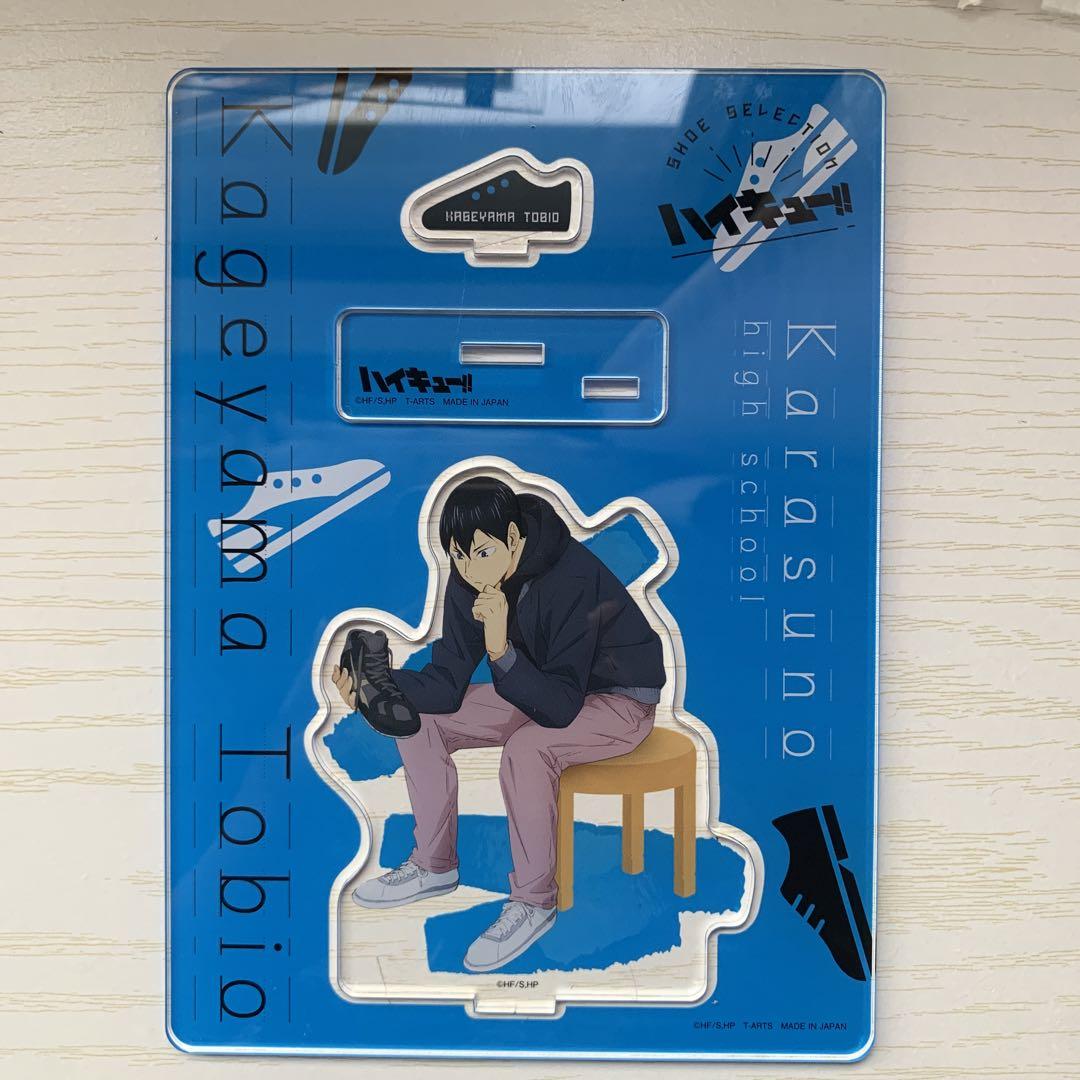 Kageyama Tobio
SHOE SELECTION
ハイキュー!!
KAGEYAMA TOBIO
Karasuno
high school
ハイキュー!!
©HF/S,HP T-ARTS MADE IN JAPAN
©HF/S,HP
©HF/S,HP T-ARTS MADE IN JAPAN